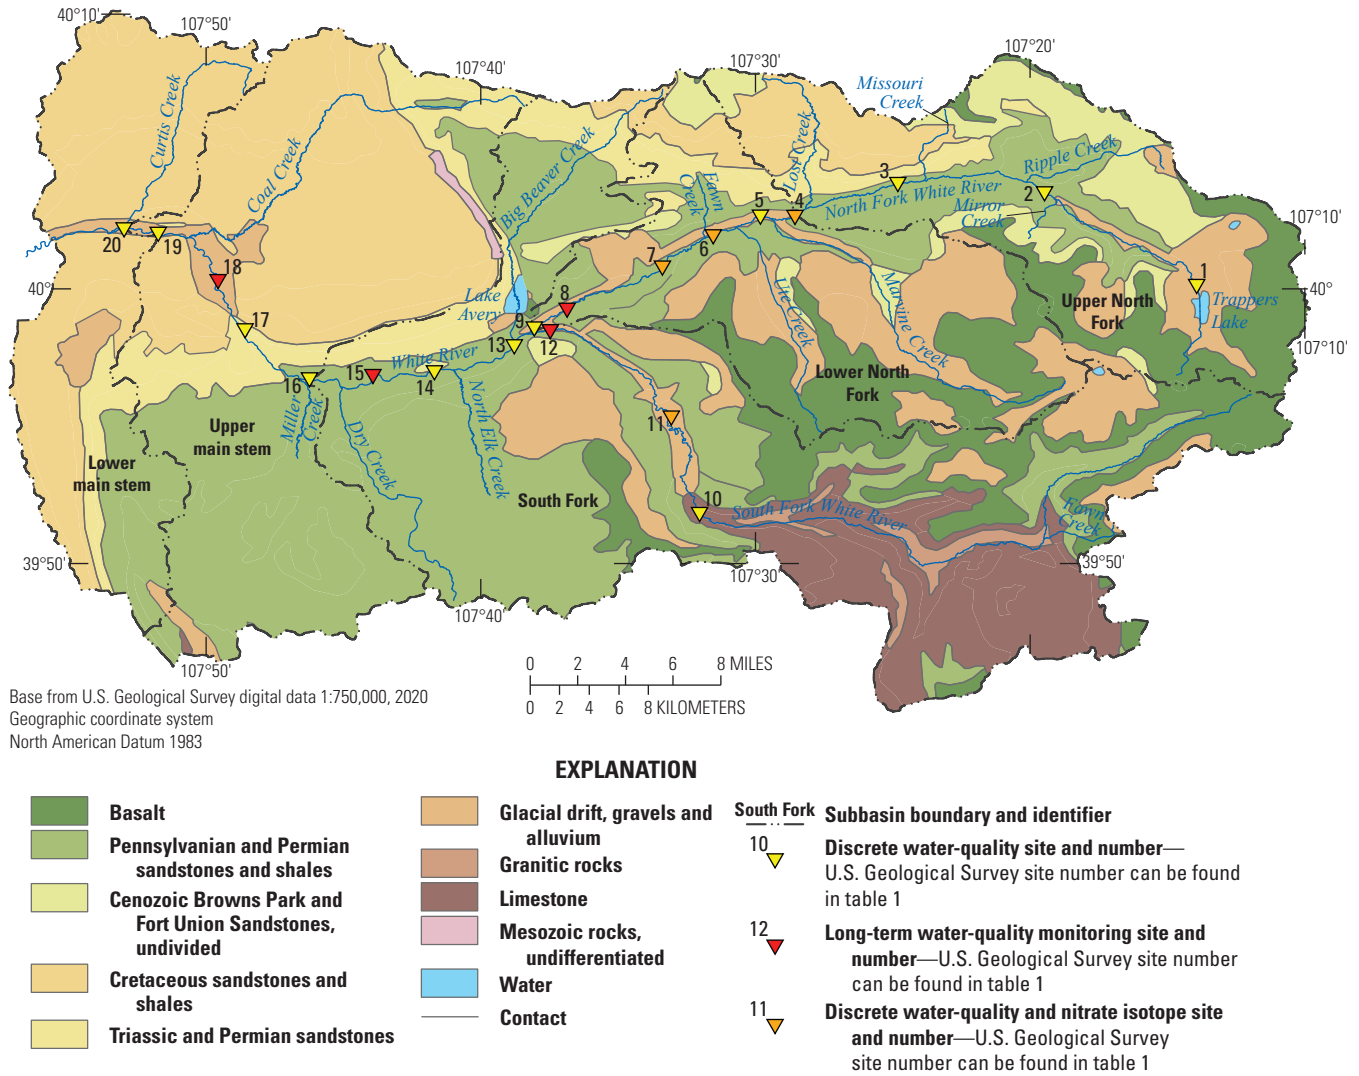 40°10'
107°50'
107°40'
107°30'
107°20'
Missouri
Creek
Curtis Creek
Coal Creek
Big Beaver Creek
Fawn
Creek
Lost Creek
3
Ripple Creek
North Fork White River
2
Mirror
Creek
5
4
107°10'
20
19
6
7
18
1
40°
Lake
Avery
8
Ute Creek
Marvine Creek
Upper North
Fork
Trappers
Lake
40°
17
9
13
12
107°10'
White River
16
15
14
Lower North
Fork
Miller
Creek
Dry Creek
North Elk Creek
11
Upper
main stem
Lower
main stem
South Fork
10
South Fork White River
Fawn
Creek
39°50'
107°30'
39°50'
107°40'
107°50'
0 2 4 6 8 MILES
0 2 4 6 8 KILOMETERS
Base from U.S. Geological Survey digital data 1:750,000, 2020
Geographic coordinate system
North American Datum 1983
EXPLANATION
Basalt
Pennsylvanian and Permian
sandstones and shales
Cenozoic Browns Park and
Fort Union Sandstones,
undivided
Cretaceous sandstones and
shales
Triassic and Permian sandstones
Glacial drift, gravels and
alluvium
Granitic rocks
Limestone
Mesozoic rocks,
undifferentiated
Water
Contact
South Fork Subbasin boundary and identifier
10 Discrete water-quality site and number—
U.S. Geological Survey site number can be found
in table 1
12 Long-term water-quality monitoring site and
number—U.S. Geological Survey site number
can be found in table 1
11 Discrete water-quality and nitrate isotope site
and number—U.S. Geological Survey
site number can be found in table 1